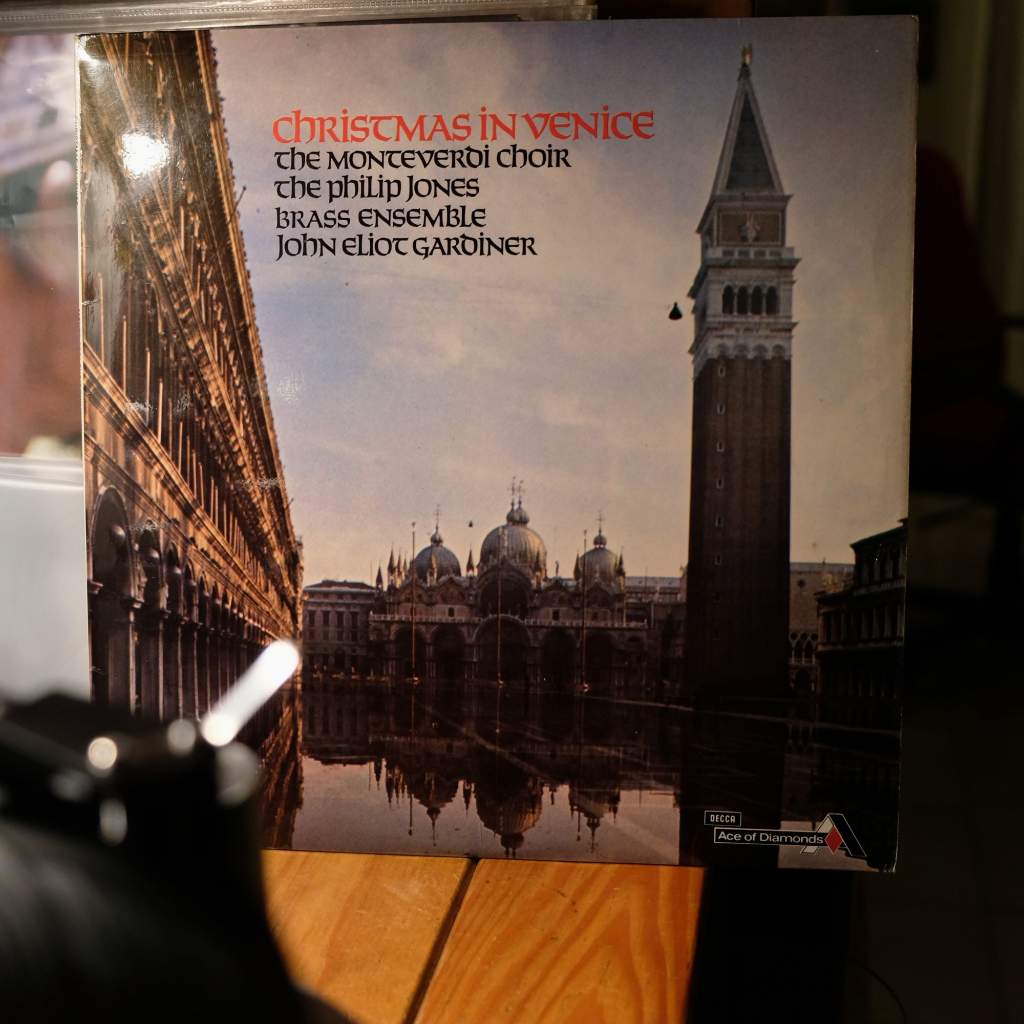 Christmas in Venice
The Monteverdi Choir
The Philip Jones
Brass Ensemble
John Eliot Gardiner
DECCA
Ace of Diamonds